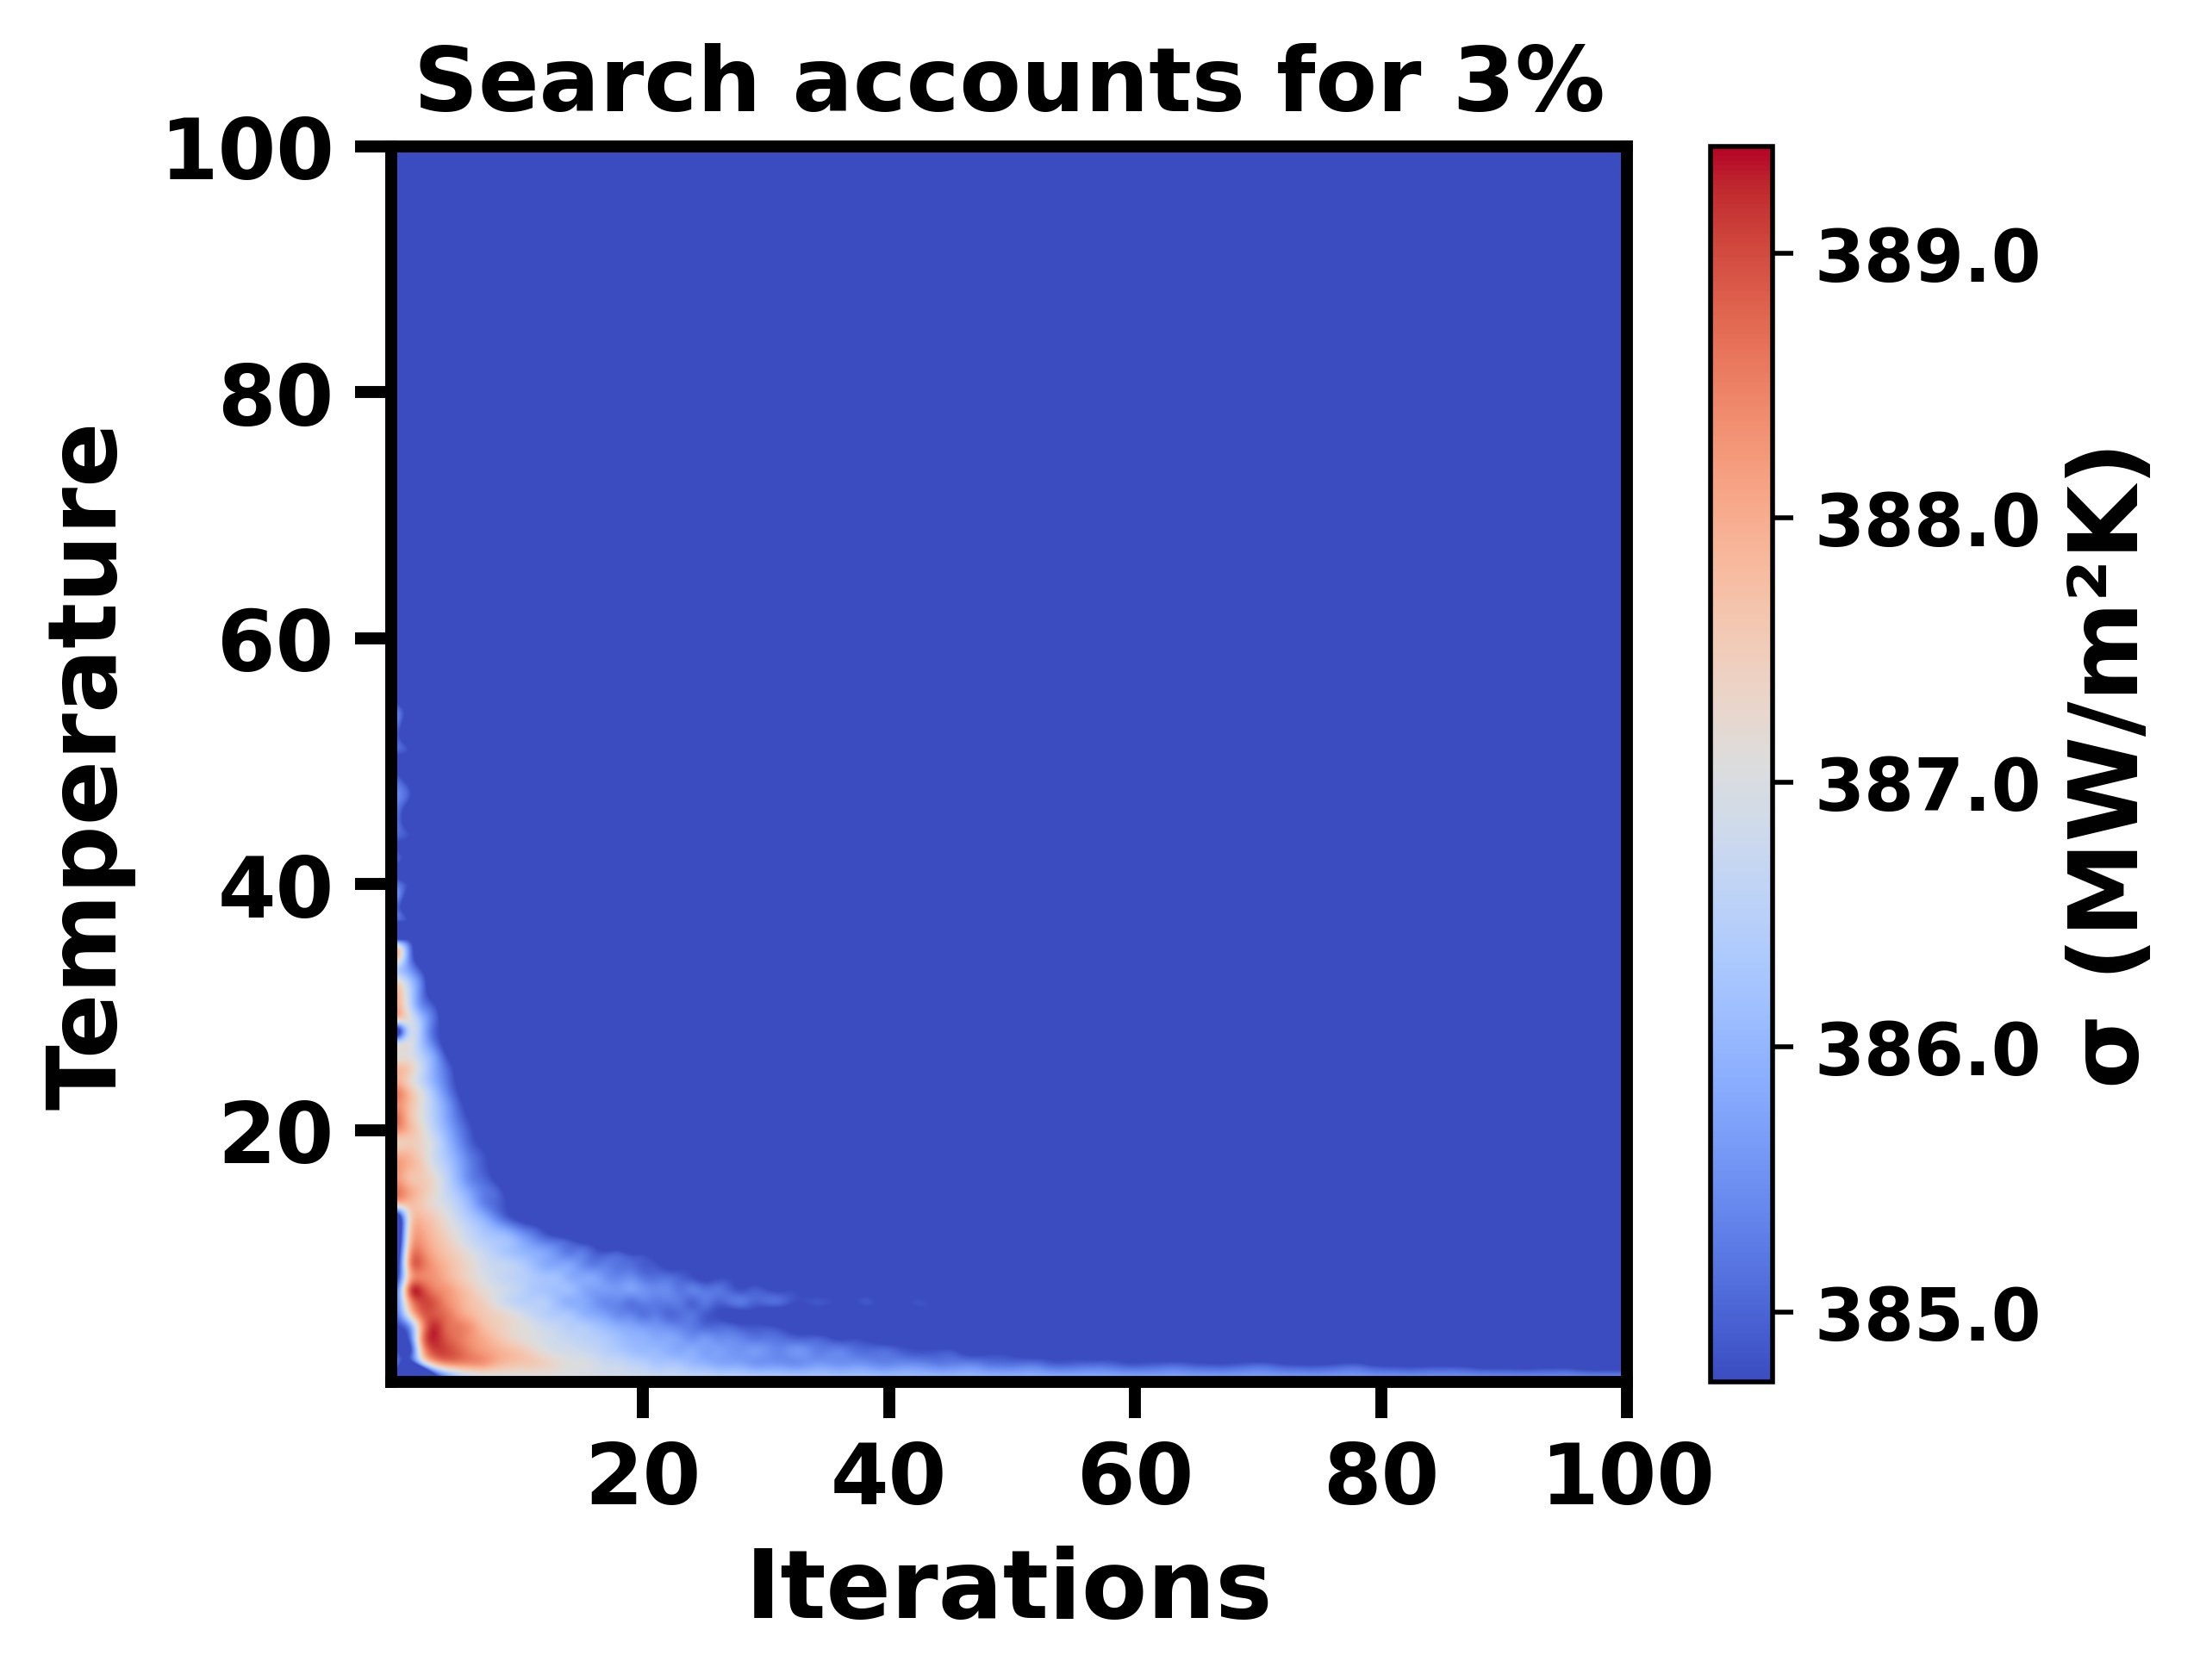 Search accounts for 3%
100
80
60
40
20
Temperature
20 40 60 80 100
Iterations
389.0
388.0
387.0
386.0
385.0
σ (MW/m²K)